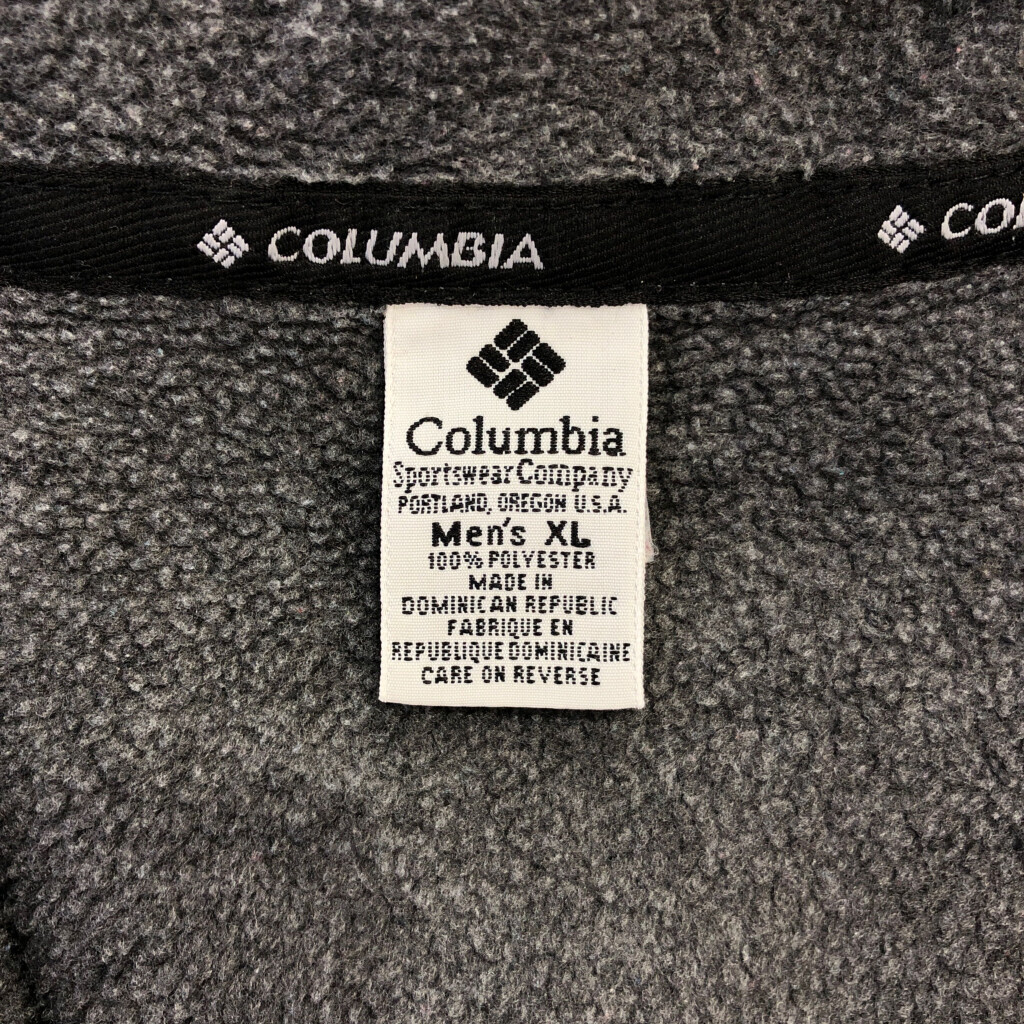 COLUMBIA
Columbia
Sportswear Company
PORTLAND, OREGON U.S.A.
Men's XL
100% POLYESTER
MADE IN
DOMINICAN REPUBLIC
FABRIQUE EN
REPUBLIQUE DOMINICAINE
CARE ON REVERSE